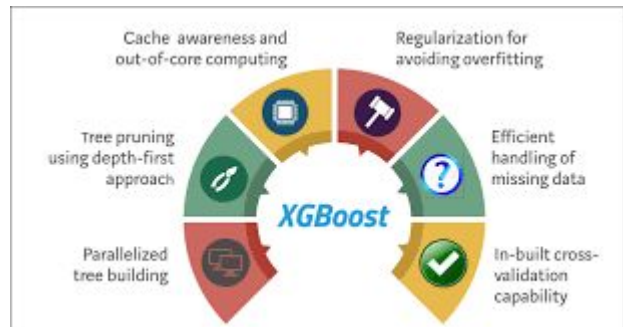 Cache awareness and
out-of-core computing
Regularization for
avoiding overfitting
Tree pruning
using depth-first
approach
Efficient
handling of
missing data
XGBoost
Parallelized
tree building
In-built cross-
validation
capability